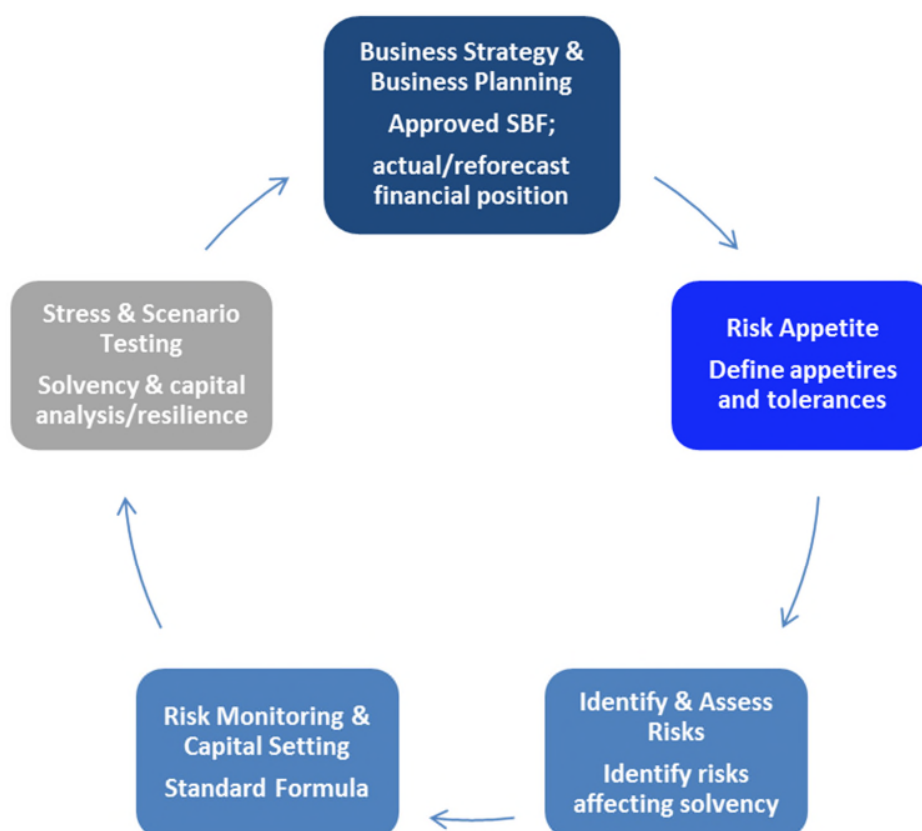 Business Strategy &
Business Planning
Approved SBF;
actual/reforecast
financial position
Risk Appetite
Define appetires
and tolerances
Identify & Assess
Risks
Identify risks
affecting solvency
Risk Monitoring &
Capital Setting
Standard Formula
Stress & Scenario
Testing
Solvency & capital
analysis/resilience